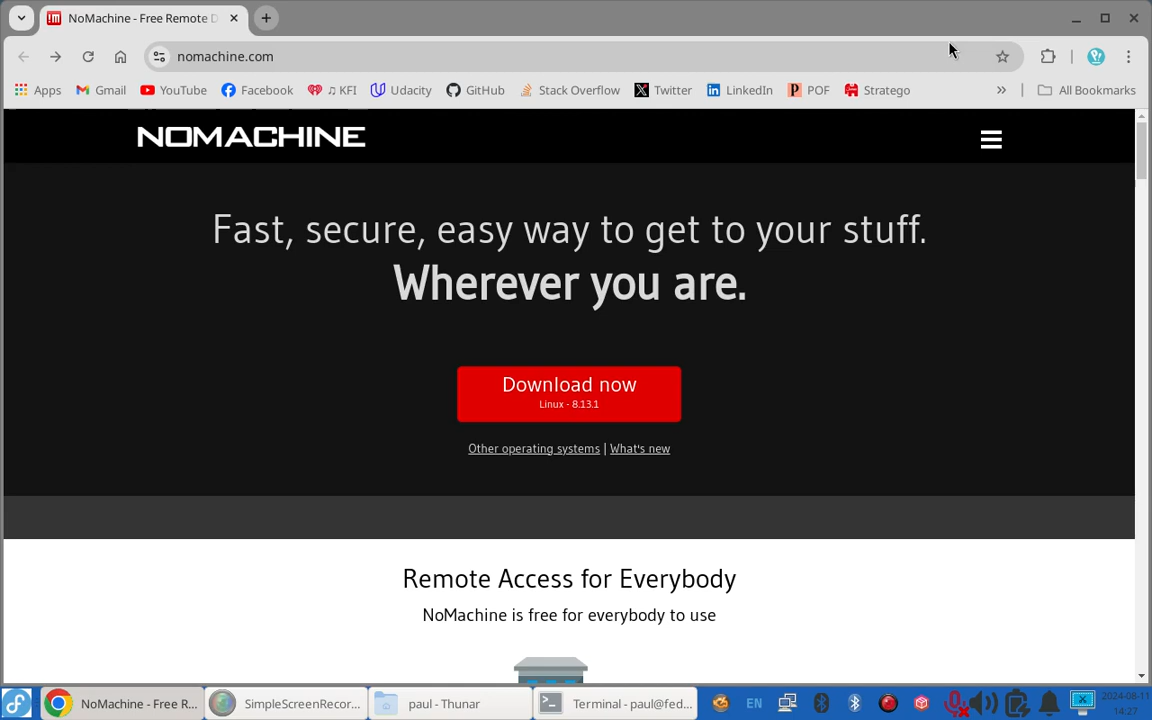 NoMachine - Free Remote D
nomachine.com
Apps
Gmail
YouTube
Facebook
♫ KFI
Udacity
GitHub
Stack Overflow
Twitter
LinkedIn
POF
Stratego
»
All Bookmarks
NOMACHINE
Fast, secure, easy way to get to your stuff.
Wherever you are.
Download now
Linux - 8.13.1
Other operating systems | What's new
Remote Access for Everybody
NoMachine is free for everybody to use
NoMachine - Free R...
SimpleScreenRecor...
paul - Thunar
Terminal - paul@fed...
EN
2024-08-11
14:27